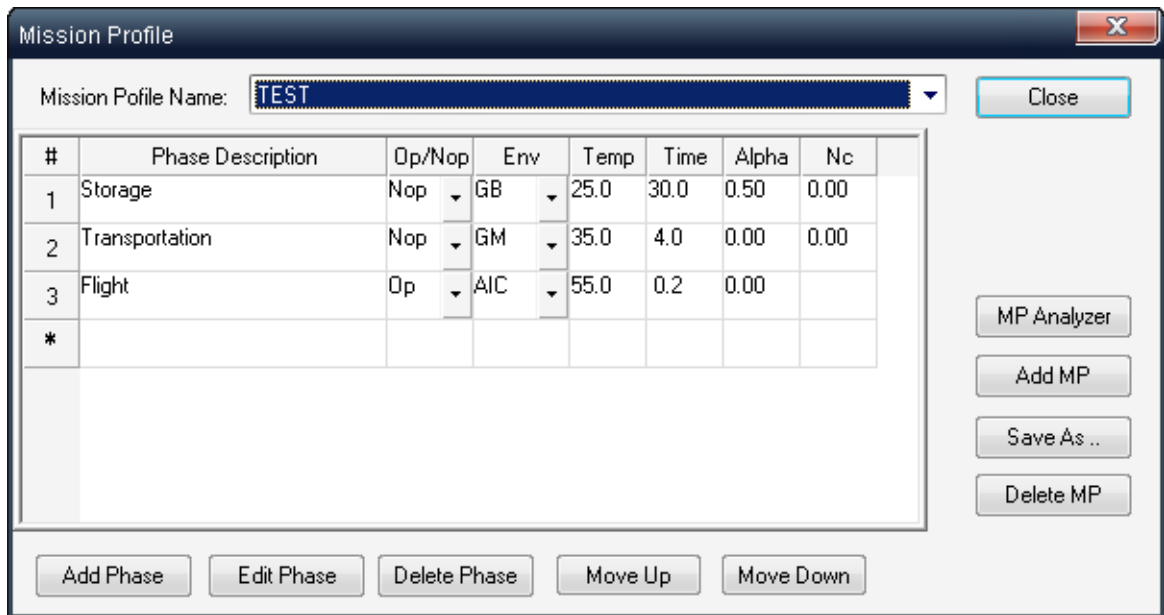 Mission Profile
Mission Pofile Name: TEST Close
# Phase Description Op/Nop Env Temp Time Alpha Nc
1 Storage Nop GB 25.0 30.0 0.50 0.00
2 Transportation Nop GM 35.0 4.0 0.00 0.00
3 Flight Op AIC 55.0 0.2 0.00
*
MP Analyzer
Add MP
Save As ..
Delete MP
Add Phase Edit Phase Delete Phase Move Up Move Down